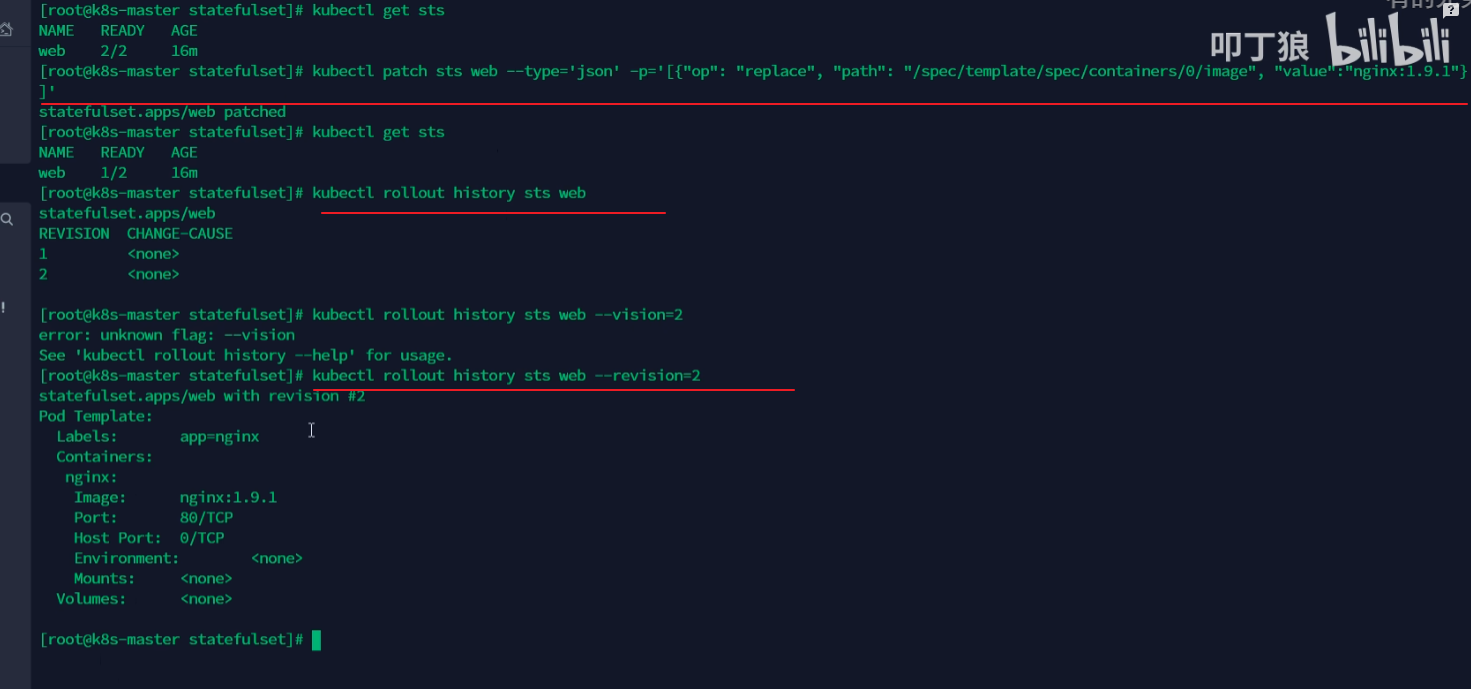 [root@k8s-master statefulset]# kubectl get sts
NAME   READY   AGE
web    2/2     16m
叩丁狼 bilibili
[root@k8s-master statefulset]# kubectl patch sts web --type='json' -p='[{"op": "replace", "path": "/spec/template/spec/containers/0/image", "value":"nginx:1.9.1"}
]'
statefulset.apps/web patched
[root@k8s-master statefulset]# kubectl get sts
NAME   READY   AGE
web    1/2     16m
[root@k8s-master statefulset]# kubectl rollout history sts web
statefulset.apps/web
REVISION  CHANGE-CAUSE
1         <none>
2         <none>
[root@k8s-master statefulset]# kubectl rollout history sts web --vision=2
error: unknown flag: --vision
See 'kubectl rollout history --help' for usage.
[root@k8s-master statefulset]# kubectl rollout history sts web --revision=2
statefulset.apps/web with revision #2
Pod Template:
  Labels:       app=nginx
  Containers:
   nginx:
    Image:      nginx:1.9.1
    Port:       80/TCP
    Host Port:  0/TCP
    Environment:        <none>
    Mounts:     <none>
  Volumes:      <none>
[root@k8s-master statefulset]#